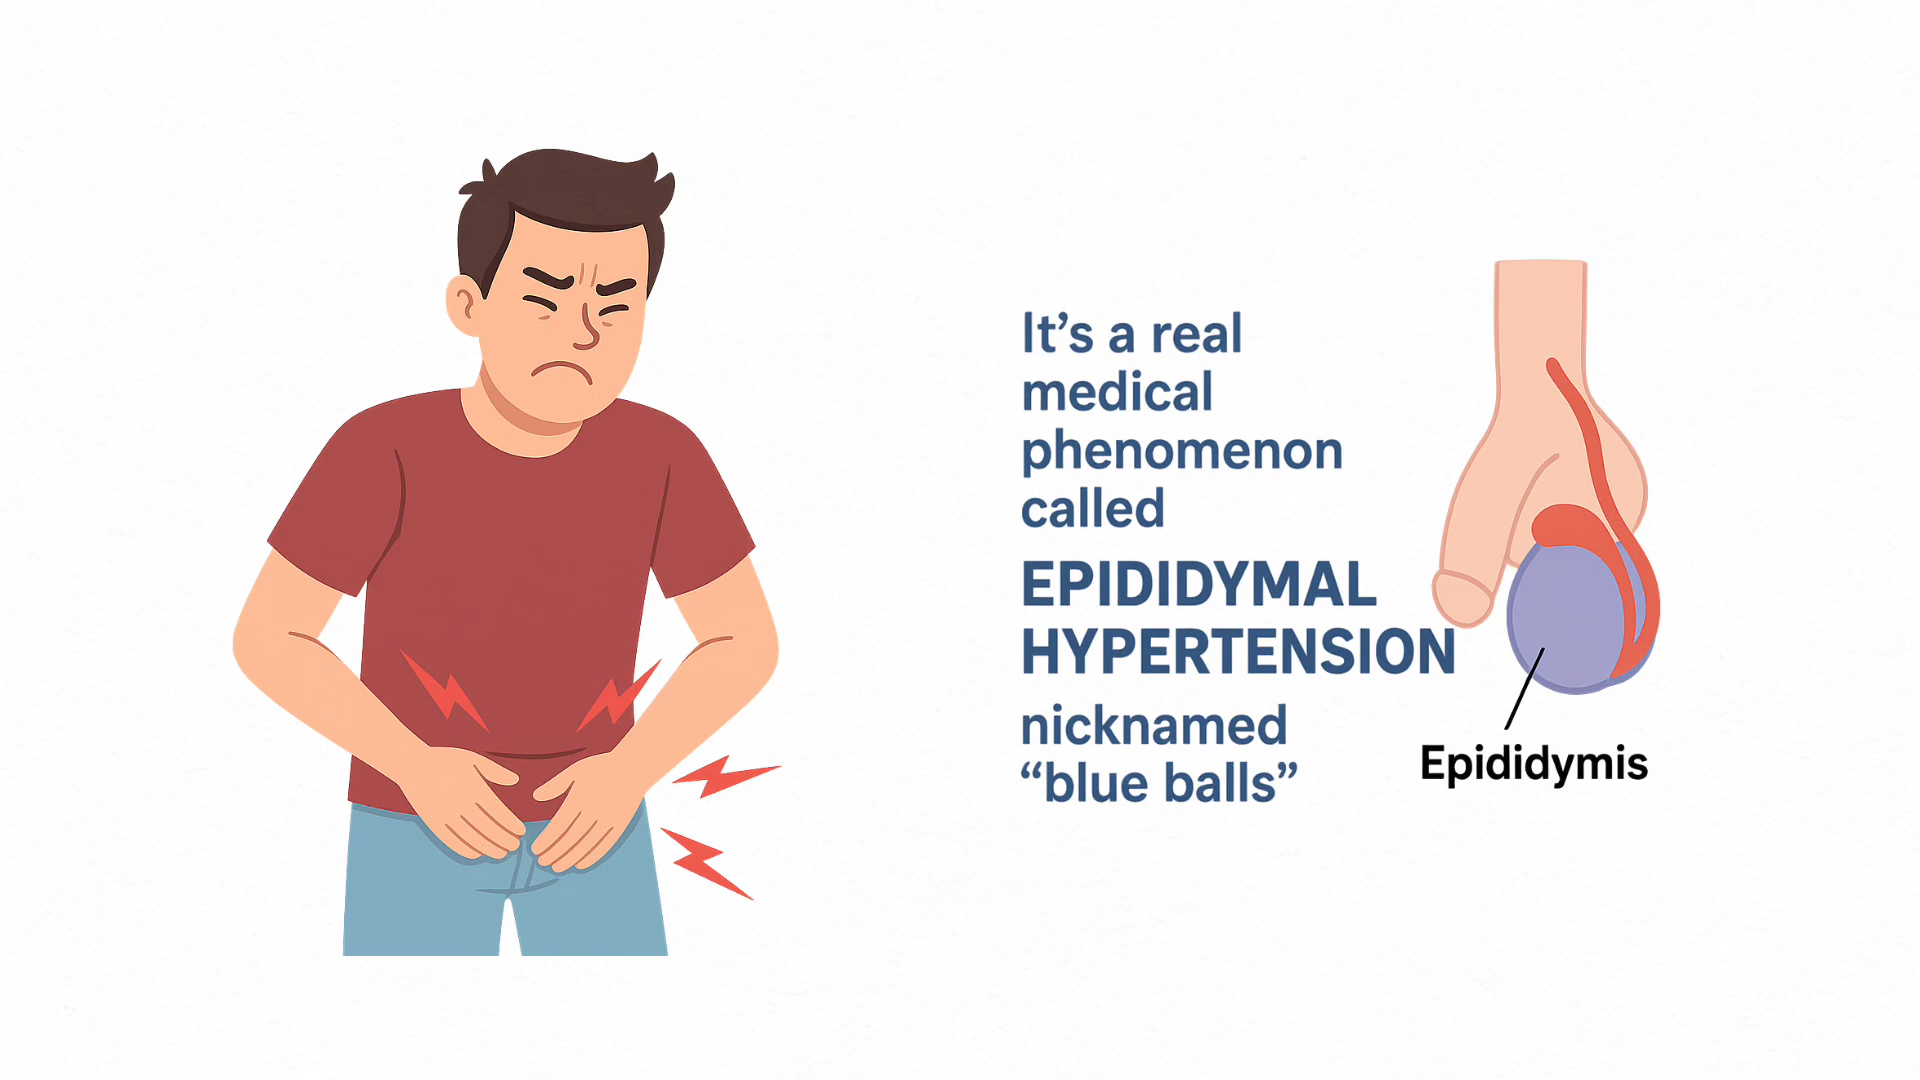 It’s a real
medical
phenomenon
called
EPIDIDYMAL
HYPERTENSION
nicknamed
“blue balls”
Epididymis